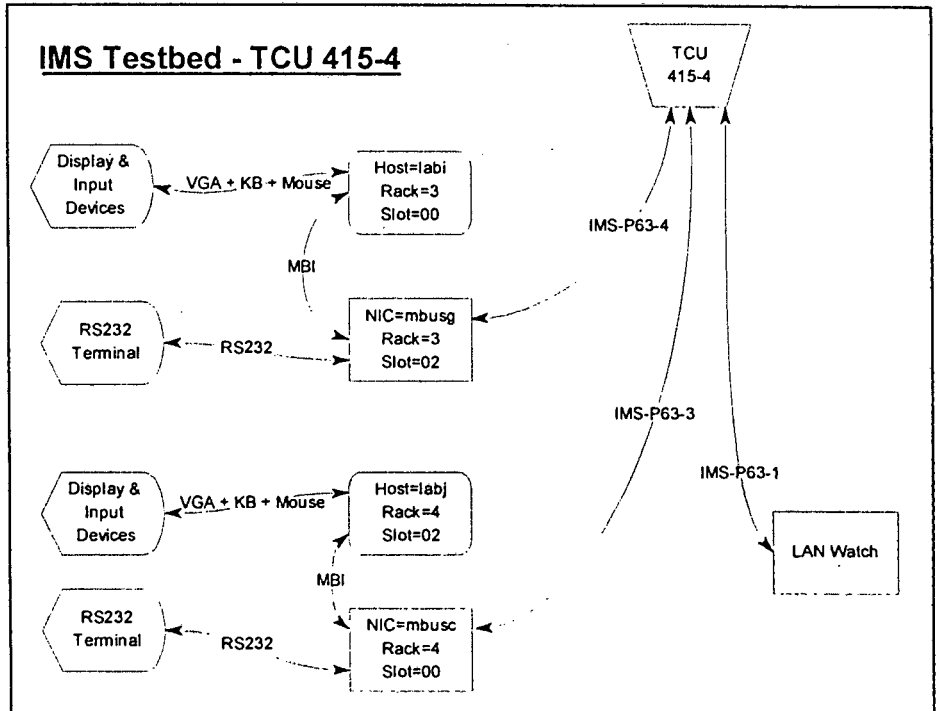 IMS Testbed - TCU 415-4
TCU
415-4
Display &
Input
Devices
VGA + KB + Mouse
Host=labi
Rack=3
Slot=00
IMS-P63-4
MBI
RS232
Terminal
RS232
NIC=mbusg
Rack=3
Slot=02
IMS-P63-3
IMS-P63-1
Display &
Input
Devices
VGA + KB + Mouse
Host=labj
Rack=4
Slot=02
LAN Watch
MBI
RS232
Terminal
RS232
NIC=mbusc
Rack=4
Slot=00